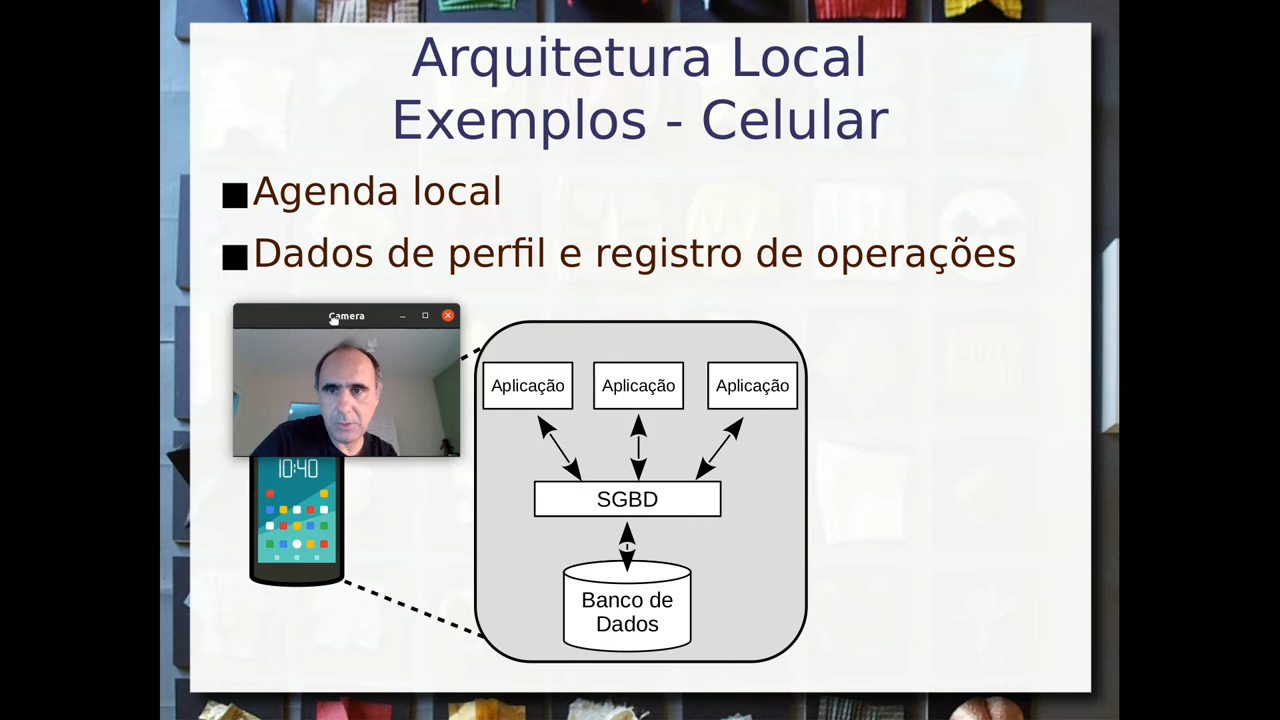 Arquitetura Local
Exemplos - Celular
Agenda local
Dados de perfil e registro de operações
Camera
Aplicação Aplicação Aplicação
10:40
SGBD
Banco de
Dados